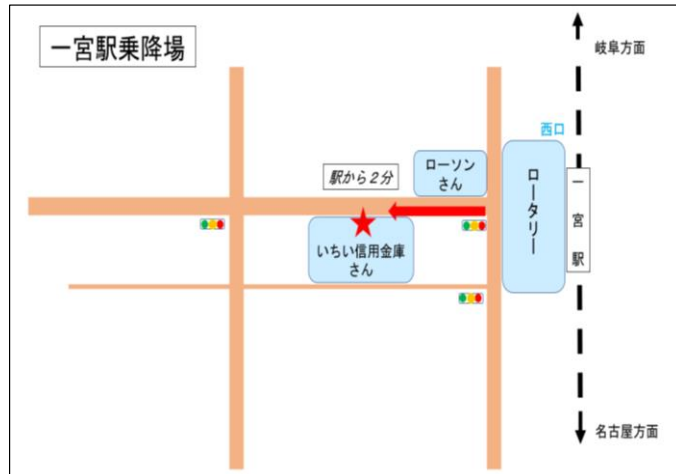 一宮駅乗降場
岐阜方面
西口
ローソン
さん
駅から２分
ロータリー
一宮駅
いちい信用金庫
さん
名古屋方面